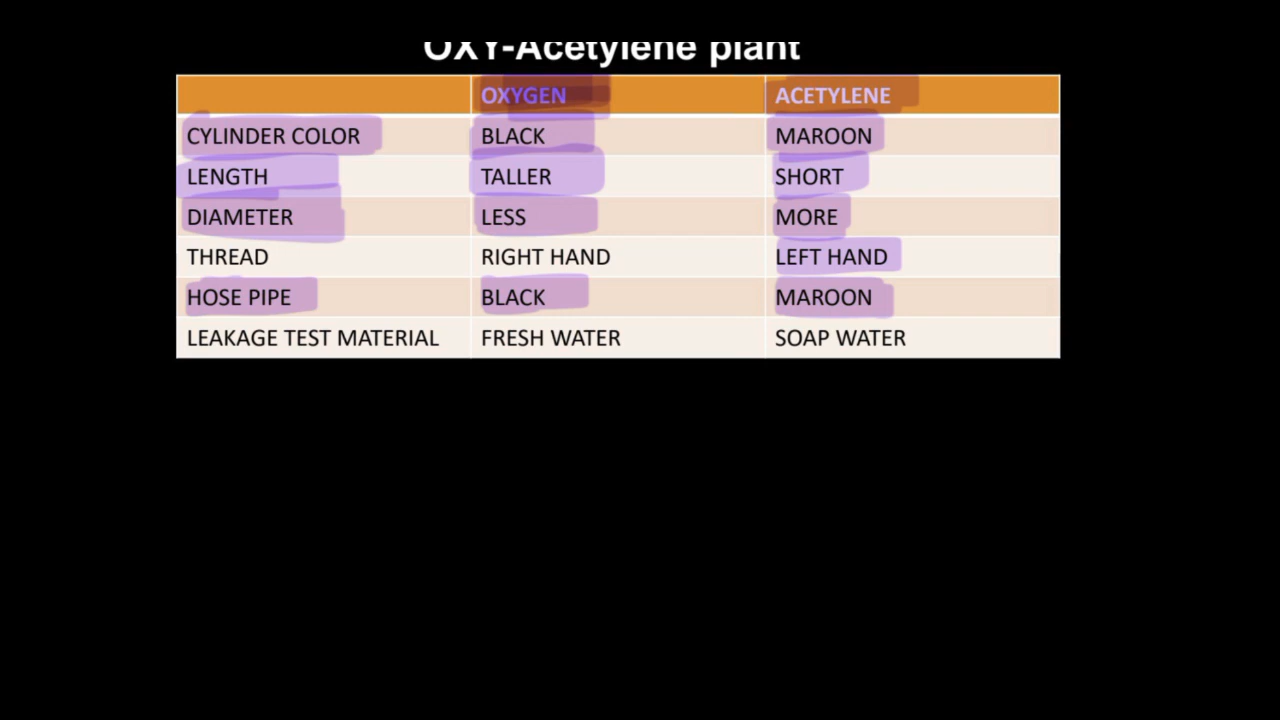 OXY-Acetylene plant
OXYGEN ACETYLENE
CYLINDER COLOR BLACK MAROON
LENGTH TALLER SHORT
DIAMETER LESS MORE
THREAD RIGHT HAND LEFT HAND
HOSE PIPE BLACK MAROON
LEAKAGE TEST MATERIAL FRESH WATER SOAP WATER